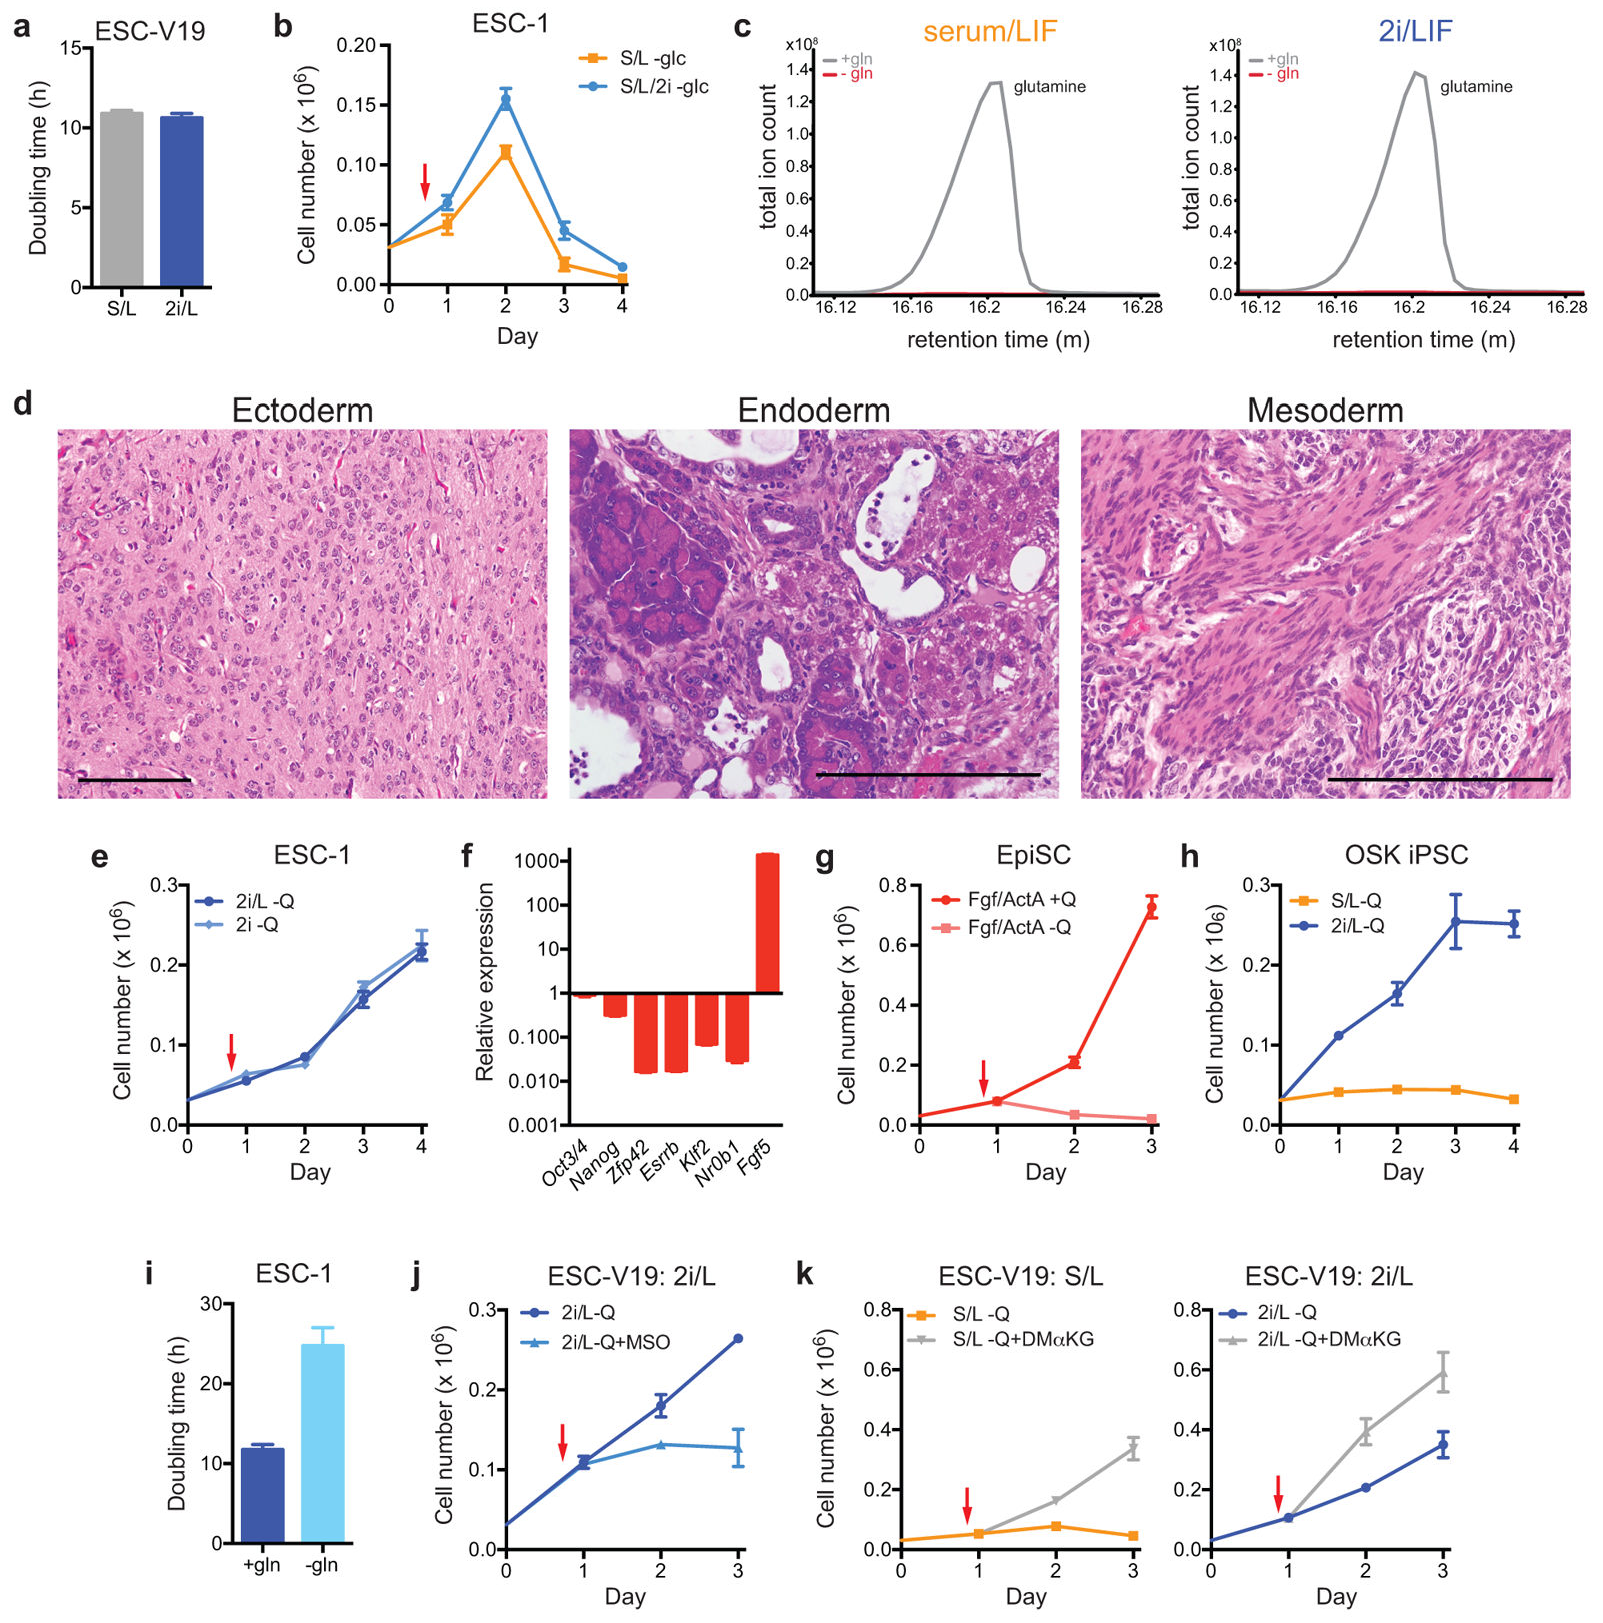 a
ESC-V19
Doubling time (h)
15
10
5
0
S/L
2i/L
b
ESC-1
Cell number (x 10⁶)
0.20
0.15
0.10
0.05
0.00
S/L -glc
S/L/2i -glc
0 1 2 3 4
Day
c
serum/LIF
x10⁸
+gln
- gln
glutamine
total ion count
1.4
1.2
1.0
0.8
0.6
0.4
0.2
0.0
16.12 16.16 16.2 16.24 16.28
retention time (m)
2i/LIF
x10⁸
+gln
- gln
glutamine
total ion count
1.4
1.2
1.0
0.8
0.6
0.4
0.2
0.0
16.12 16.16 16.2 16.24 16.28
retention time (m)
d
Ectoderm
Endoderm
Mesoderm
e
ESC-1
2i/L -Q
2i -Q
Cell number (x 10⁶)
0.3
0.2
0.1
0.0
0 1 2 3 4
Day
f
Relative expression
1000
100
10
1
0.100
0.010
0.001
Oct3/4
Nanog
Zfp42
Esrrb
Klf2
Nr0b1
Fgf5
g
EpiSC
Fgf/ActA +Q
Fgf/ActA -Q
Cell number (x 10⁶)
0.8
0.6
0.4
0.2
0.0
0 1 2 3
Day
h
OSK iPSC
S/L-Q
2i/L-Q
Cell number (x 10₆)
0.3
0.2
0.1
0.0
0 1 2 3 4
Day
i
ESC-1
Doubling time (h)
30
20
10
0
+gln
-gln
j
ESC-V19: 2i/L
2i/L-Q
2i/L-Q+MSO
Cell number (x 10⁶)
0.3
0.2
0.1
0.0
0 1 2 3
Day
k
ESC-V19: S/L
S/L -Q
S/L -Q+DMαKG
Cell number (x 10⁶)
0.8
0.6
0.4
0.2
0.0
0 1 2 3
Day
ESC-V19: 2i/L
2i/L -Q
2i/L -Q+DMαKG
0.8
0.6
0.4
0.2
0.0
0 1 2 3
Day